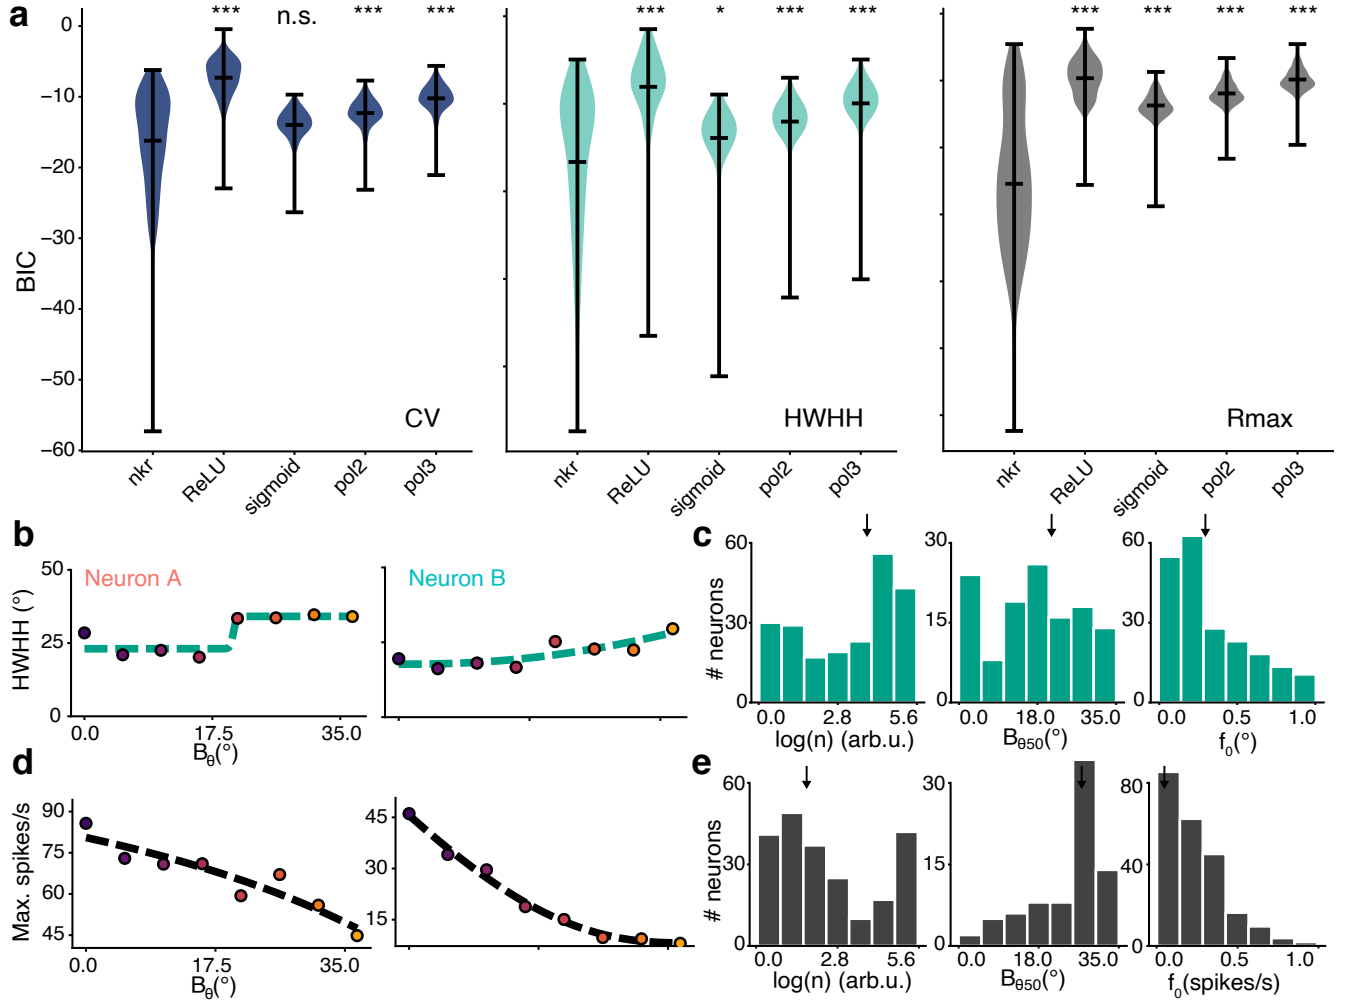 a
*** n.s. *** ***
*** * *** ***
*** *** *** ***
BIC
0
−10
−20
−30
−40
−50
−60
CV
HWHH
Rmax
nkr ReLU sigmoid pol2 pol3
nkr ReLU sigmoid pol2 pol3
nkr ReLU sigmoid pol2 pol3
b
Neuron A
Neuron B
HWHH (°)
50
25
0
0.0 17.5 35.0
Bθ(°)
c
# neurons
60
30
0
0.0 2.8 5.6
log(n) (arb.u.)
30
15
0
0.0 18.0 35.0
Bθ50(°)
60
30
0
0.0 0.5 1.0
f0(°)
d
Max. spikes/s
90
75
60
45
0.0 17.5 35.0
Bθ(°)
45
30
15
e
# neurons
60
30
0
0.0 2.8 5.6
log(n) (arb.u.)
30
15
0
0.0 18.0 35.0
Bθ50(°)
80
40
0
0.0 0.5 1.0
f0(spikes/s)